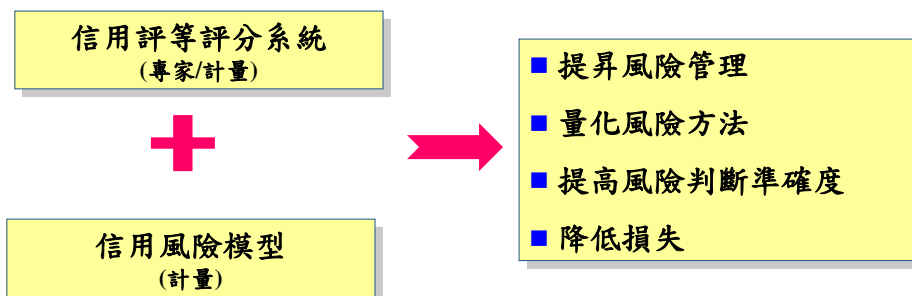 信用評等評分系統
(專家/計量)
信用風險模型
(計量)
提昇風險管理
量化風險方法
提高風險判斷準確度
降低損失